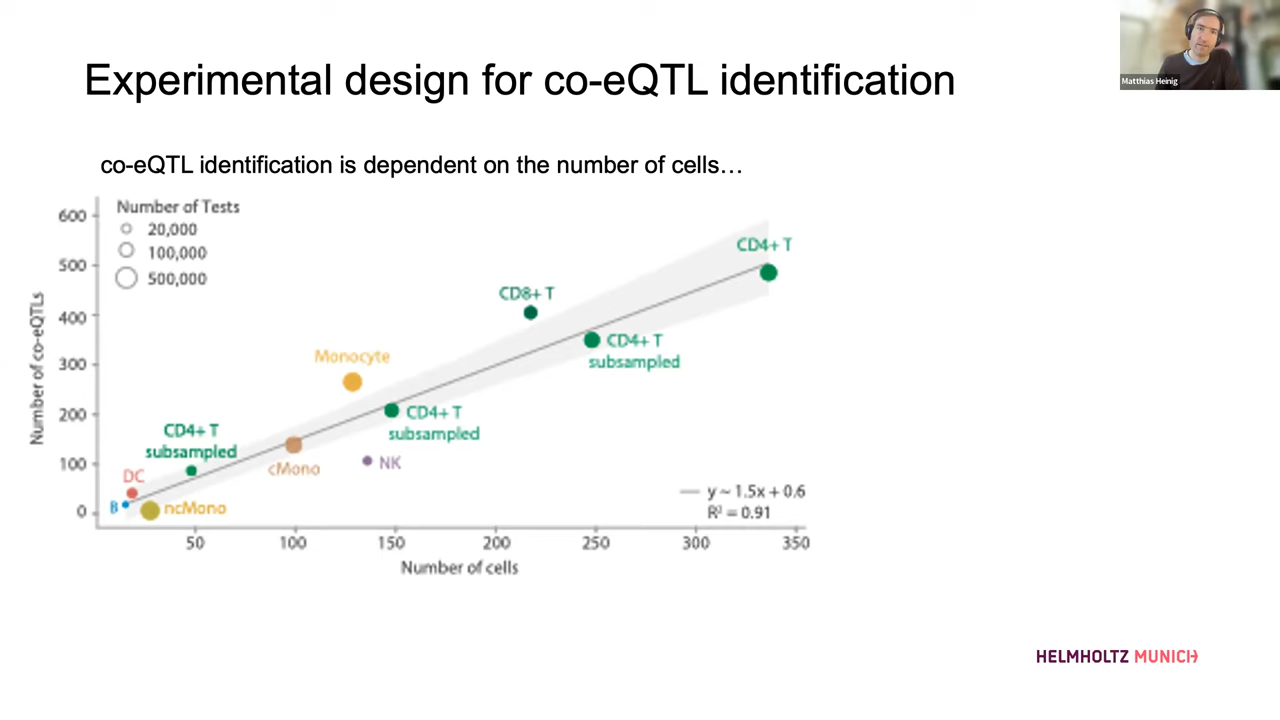 Experimental design for co-eQTL identification
Matthias Heinig
co-eQTL identification is dependent on the number of cells…
Number of Tests
20,000
100,000
500,000
600
500
400
300
200
100
0
Number of co-eQTLs
CD4+ T
CD8+ T
CD4+ T
subsampled
Monocyte
CD4+ T
subsampled
CD4+ T
subsampled
cMono
NK
DC
B
ncMono
y ~ 1.5x + 0.6
R² = 0.91
50
100
150
200
250
300
350
Number of cells
HELMHOLTZ MUNICH